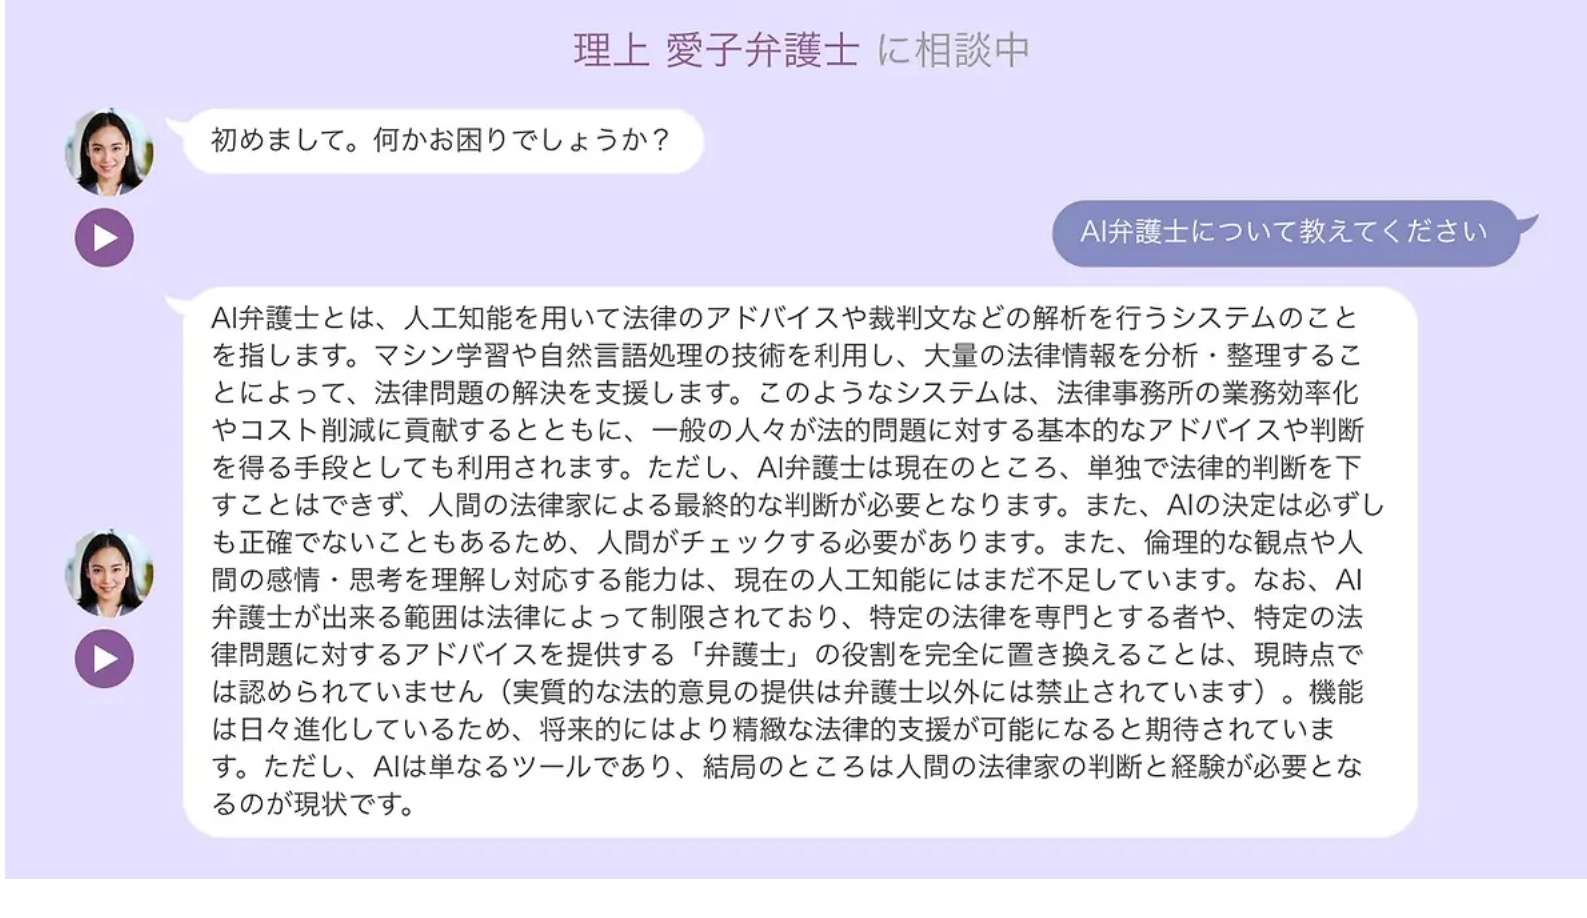 理上 愛子弁護士 に相談中
初めまして。何かお困りでしょうか？
AI弁護士について教えてください
AI弁護士とは、人工知能を用いて法律のアドバイスや裁判文などの解析を行うシステムのこと
を指します。マシン学習や自然言語処理の技術を利用し、大量の法律情報を分析・整理するこ
とによって、法律問題の解決を支援します。このようなシステムは、法律事務所の業務効率化
やコスト削減に貢献するとともに、一般の人々が法的問題に対する基本的なアドバイスや判断
を得る手段としても利用されます。ただし、AI弁護士は現在のところ、単独で法律的判断を下
すことはできず、人間の法律家による最終的な判断が必要となります。また、AIの決定は必ずし
も正確でないこともあるため、人間がチェックする必要があります。また、倫理的な観点や人
間の感情・思考を理解し対応する能力は、現在の人工知能にはまだ不足しています。なお、AI
弁護士が出来る範囲は法律によって制限されており、特定の法律を専門とする者や、特定の法
律問題に対するアドバイスを提供する「弁護士」の役割を完全に置き換えることは、現時点で
は認められていません（実質的な法的意見の提供は弁護士以外には禁止されています）。機能
は日々進化しているため、将来的にはより精緻な法律的支援が可能になると期待されていま
す。ただし、AIは単なるツールであり、結局のところは人間の法律家の判断と経験が必要とな
るのが現状です。